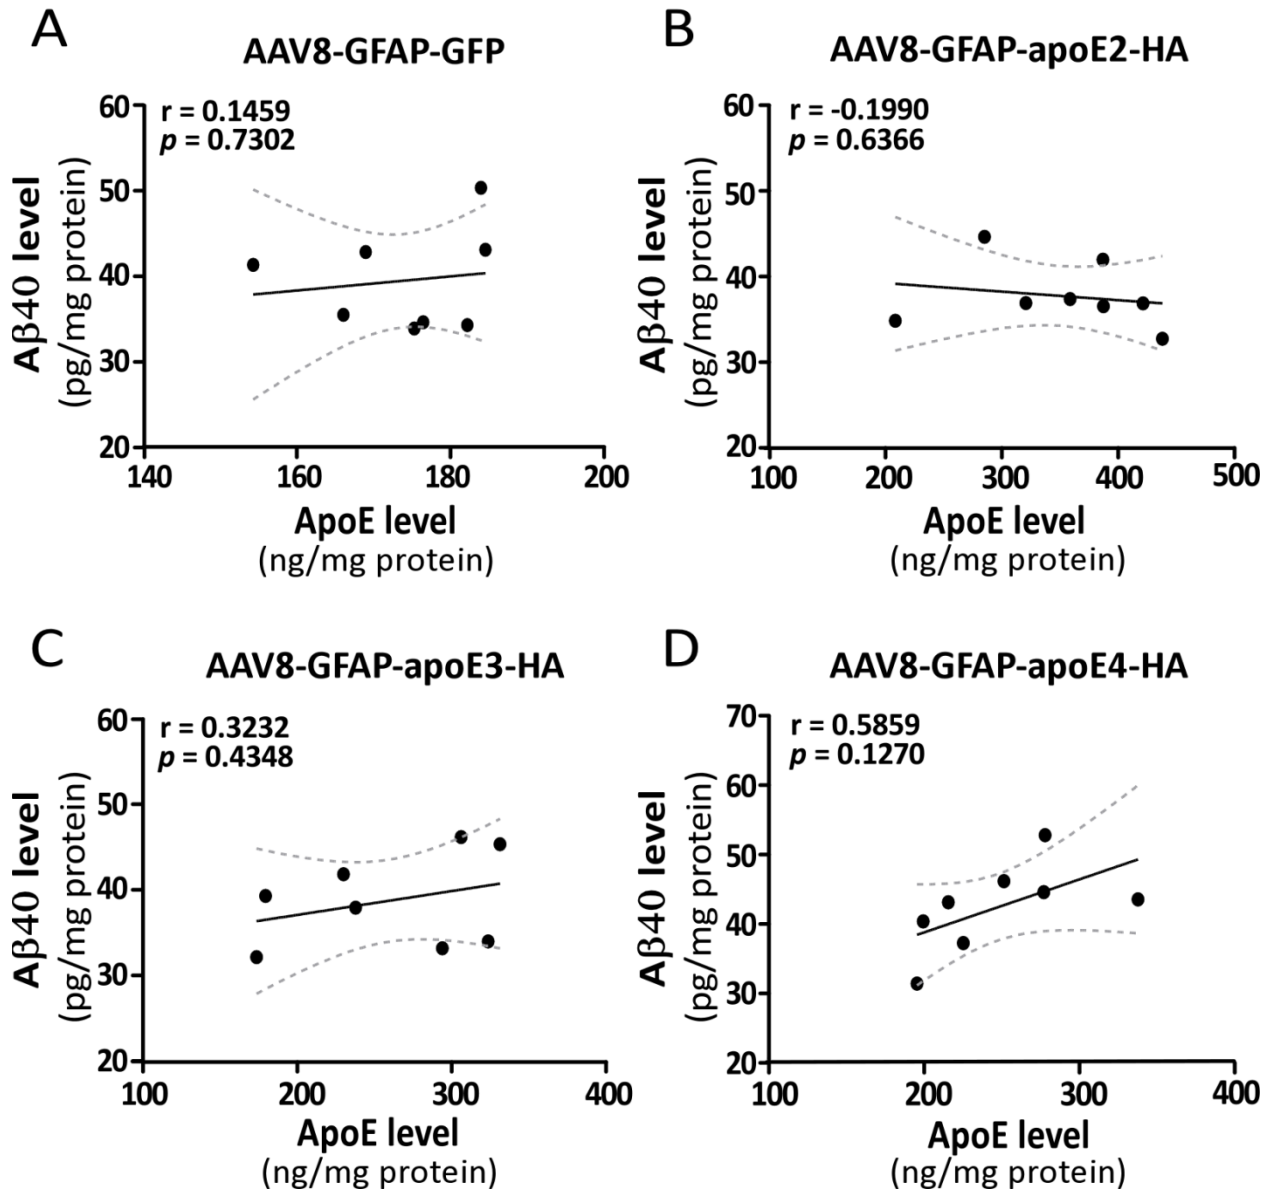 A
AAV8-GFAP-GFP
r = 0.1459
p = 0.7302
Aβ40 level
(pg/mg protein)
60
50
40
30
20
140
160
180
200
ApoE level
(ng/mg protein)
B
AAV8-GFAP-apoE2-HA
r = -0.1990
p = 0.6366
Aβ40 level
(pg/mg protein)
60
50
40
30
20
100
200
300
400
500
ApoE level
(ng/mg protein)
C
AAV8-GFAP-apoE3-HA
r = 0.3232
p = 0.4348
Aβ40 level
(pg/mg protein)
60
50
40
30
20
100
200
300
400
ApoE level
(ng/mg protein)
D
AAV8-GFAP-apoE4-HA
r = 0.5859
p = 0.1270
Aβ40 level
(pg/mg protein)
70
60
50
40
30
20
100
200
300
400
ApoE level
(ng/mg protein)